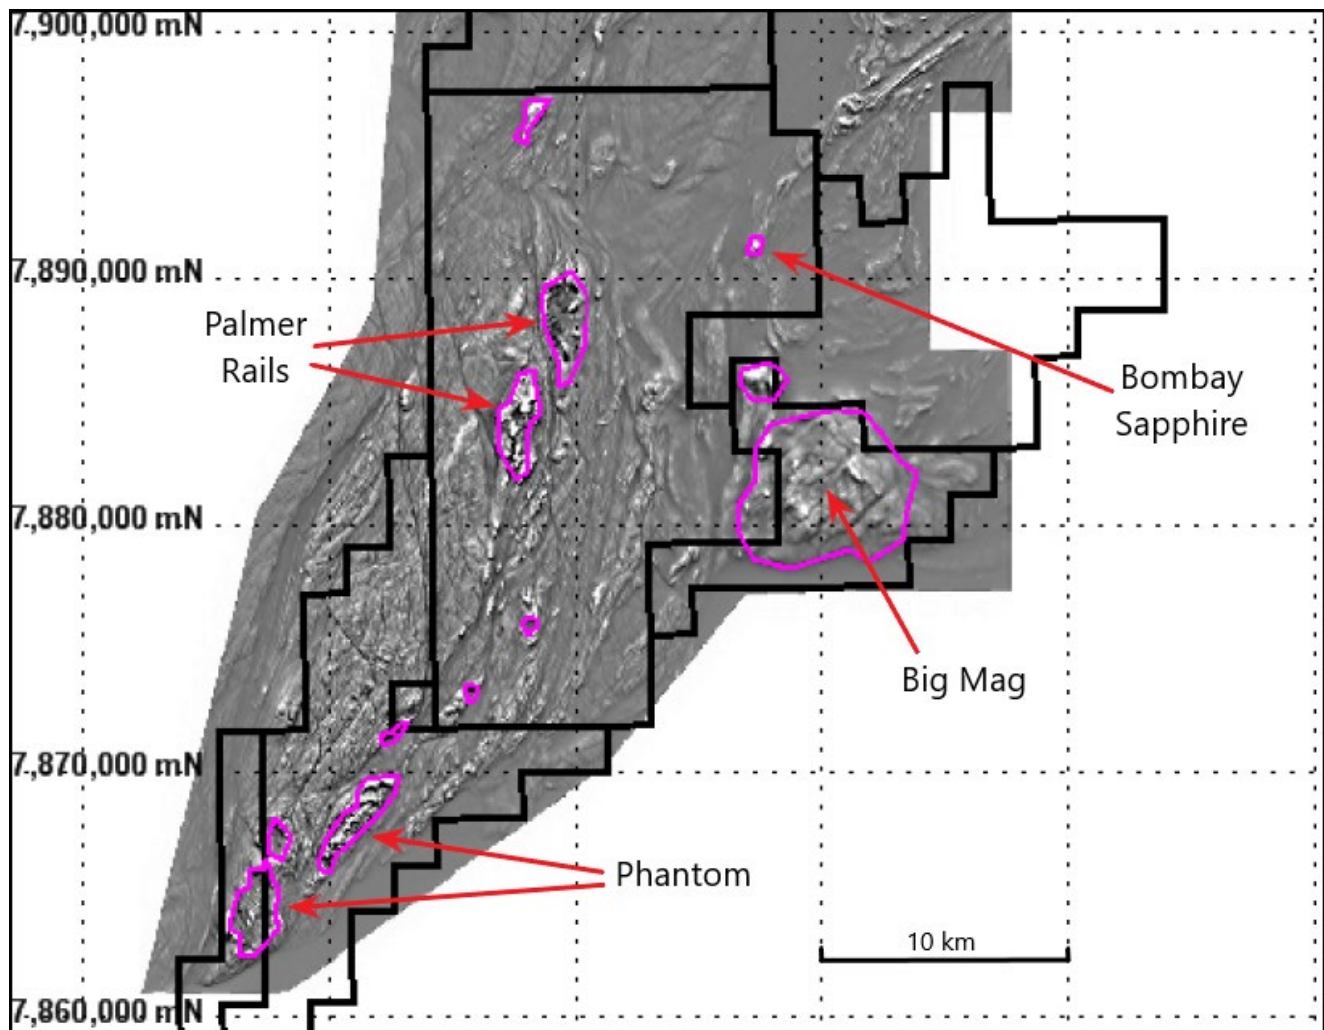 7,900,000 mN
7,890,000 mN
Palmer
Rails
Bombay
Sapphire
7,880,000 mN
Big Mag
7,870,000 mN
Phantom
10 km
7,860,000 mN